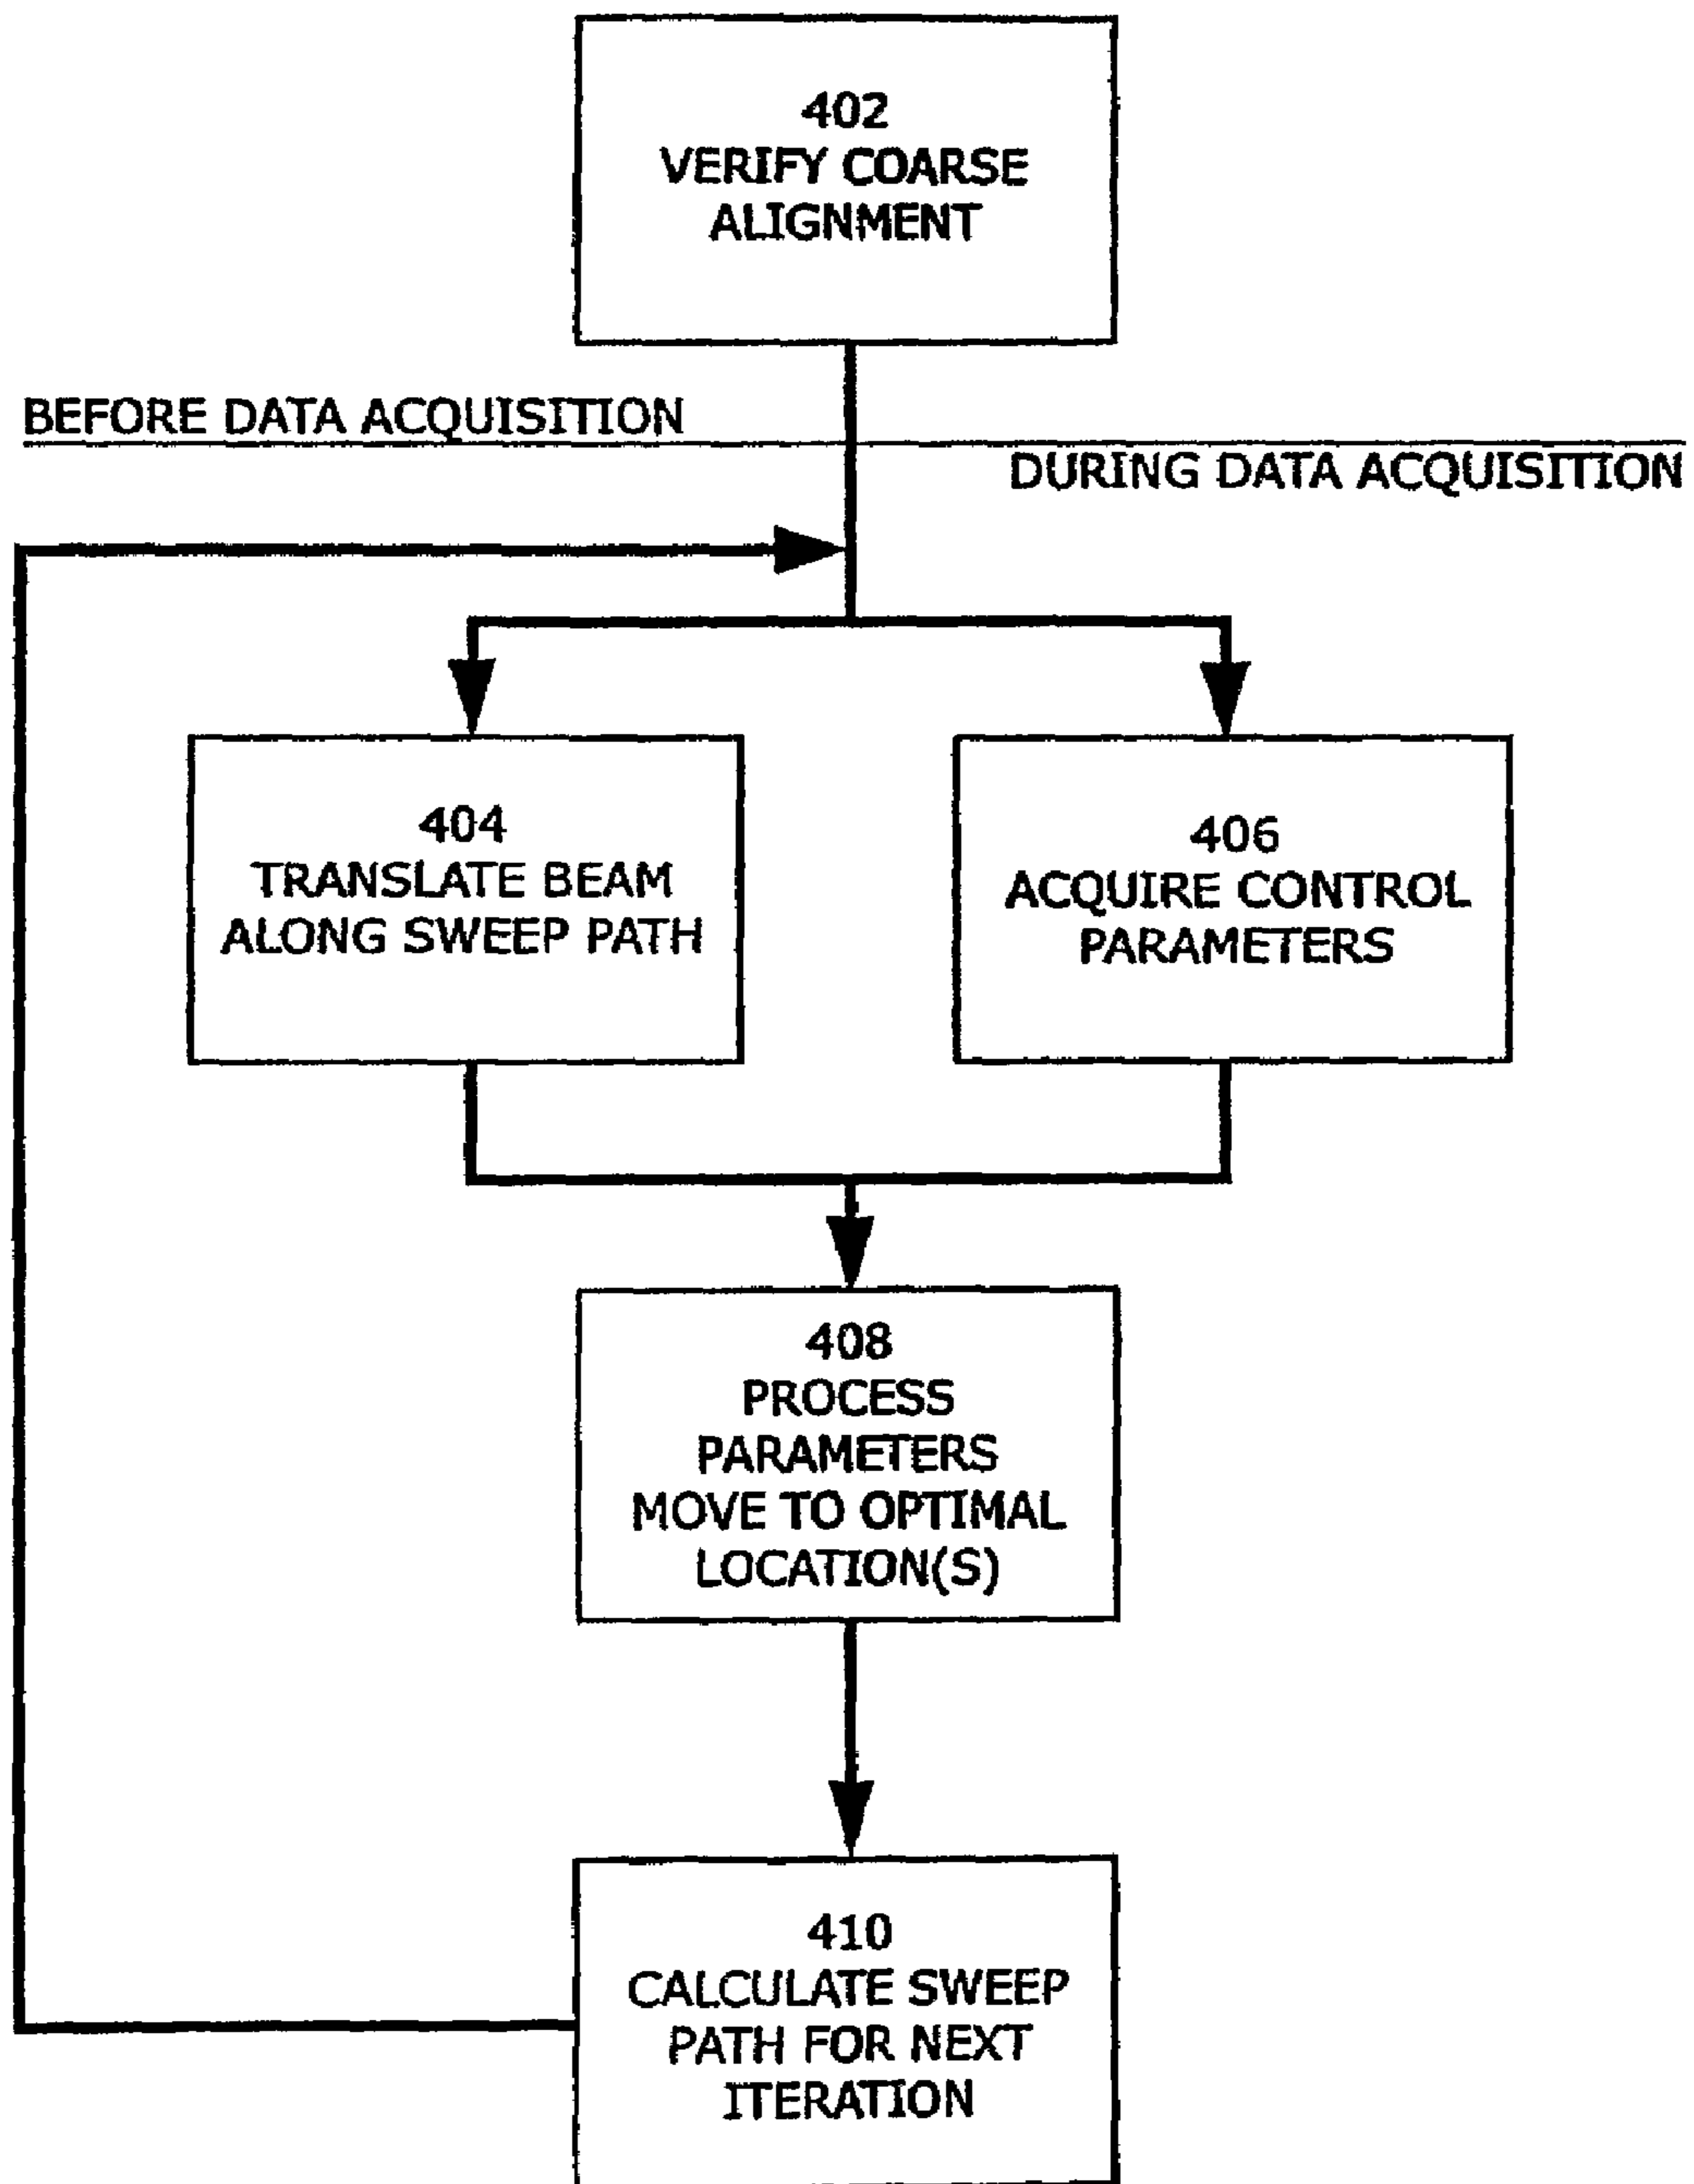 402
VERIFY COARSE
ALIGNMENT
BEFORE DATA ACQUISITION
DURING DATA ACQUISITION
404
TRANSLATE BEAM
ALONG SWEEP PATH
406
ACQUIRE CONTROL
PARAMETERS
408
PROCESS
PARAMETERS
MOVE TO OPTIMAL
LOCATION(S)
410
CALCULATE SWEEP
PATH FOR NEXT
ITERATION